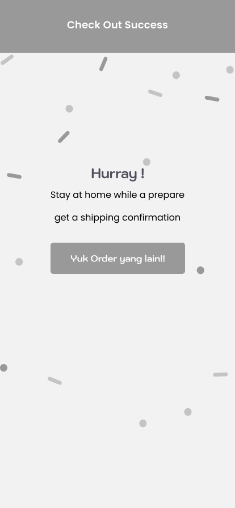 Check Out Success
Hurray !
Stay at home while a prepare
get a shipping confirmation
Yuk Order yang lain!!